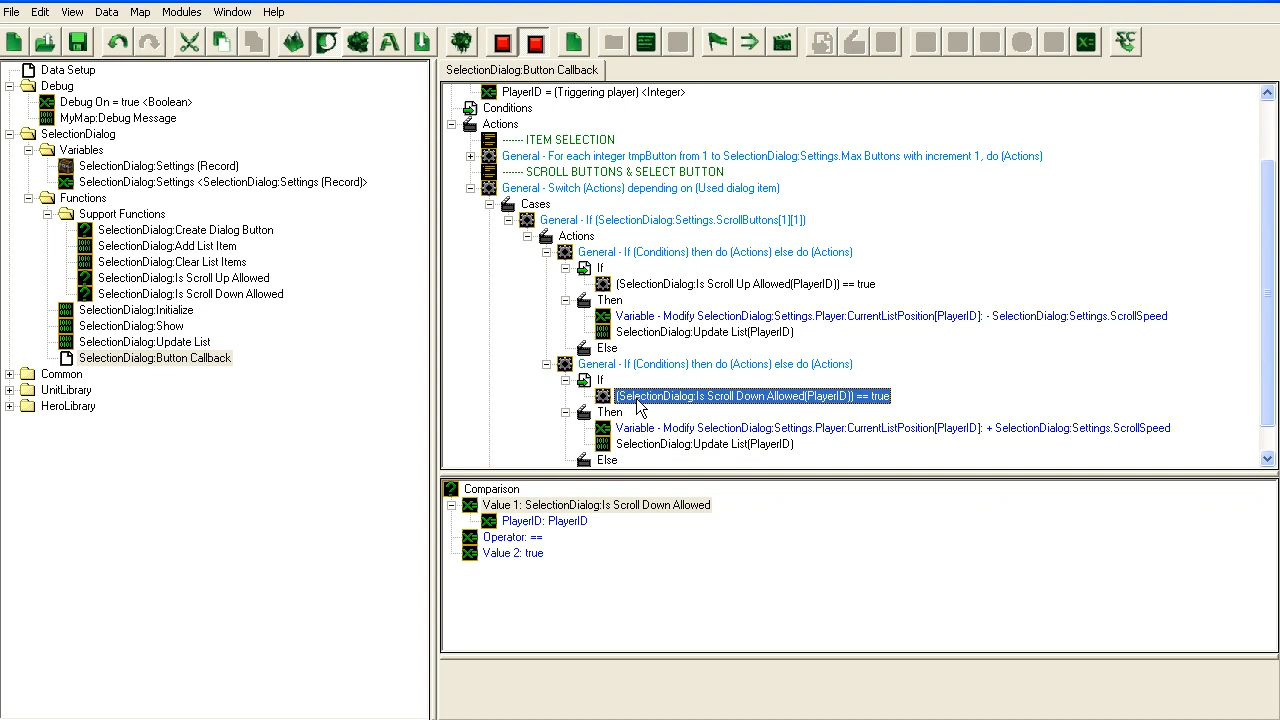 File Edit View Data Map Modules Window Help
Data Setup
Debug
Debug On = true <Boolean>
MyMap:Debug Message
SelectionDialog
Variables
SelectionDialog:Settings (Record)
SelectionDialog:Settings <SelectionDialog:Settings (Record)>
Functions
Support Functions
SelectionDialog:Create Dialog Button
SelectionDialog:Add List Item
SelectionDialog:Clear List Items
SelectionDialog:Is Scroll Up Allowed
SelectionDialog:Is Scroll Down Allowed
SelectionDialog:Initialize
SelectionDialog:Show
SelectionDialog:Update List
SelectionDialog:Button Callback
Common
UnitLibrary
HeroLibrary
SelectionDialog:Button Callback
PlayerID = (Triggering player) <Integer>
Conditions
Actions
------- ITEM SELECTION
General - For each integer tmpButton from 1 to SelectionDialog:Settings.Max Buttons with increment 1, do (Actions)
------- SCROLL BUTTONS & SELECT BUTTON
General - Switch (Actions) depending on (Used dialog item)
Cases
General - If (SelectionDialog:Settings.ScrollButtons[1][1])
Actions
General - If (Conditions) then do (Actions) else do (Actions)
If
(SelectionDialog:Is Scroll Up Allowed(PlayerID)) == true
Then
Variable - Modify SelectionDialog:Settings.Player:CurrentListPosition[PlayerID]: - SelectionDialog:Settings.ScrollSpeed
SelectionDialog:Update List(PlayerID)
Else
General - If (Conditions) then do (Actions) else do (Actions)
If
(SelectionDialog:Is Scroll Down Allowed(PlayerID)) == true
Then
Variable - Modify SelectionDialog:Settings.Player:CurrentListPosition[PlayerID]: + SelectionDialog:Settings.ScrollSpeed
SelectionDialog:Update List(PlayerID)
Else
Comparison
Value 1: SelectionDialog:Is Scroll Down Allowed
PlayerID: PlayerID
Operator: ==
Value 2: true